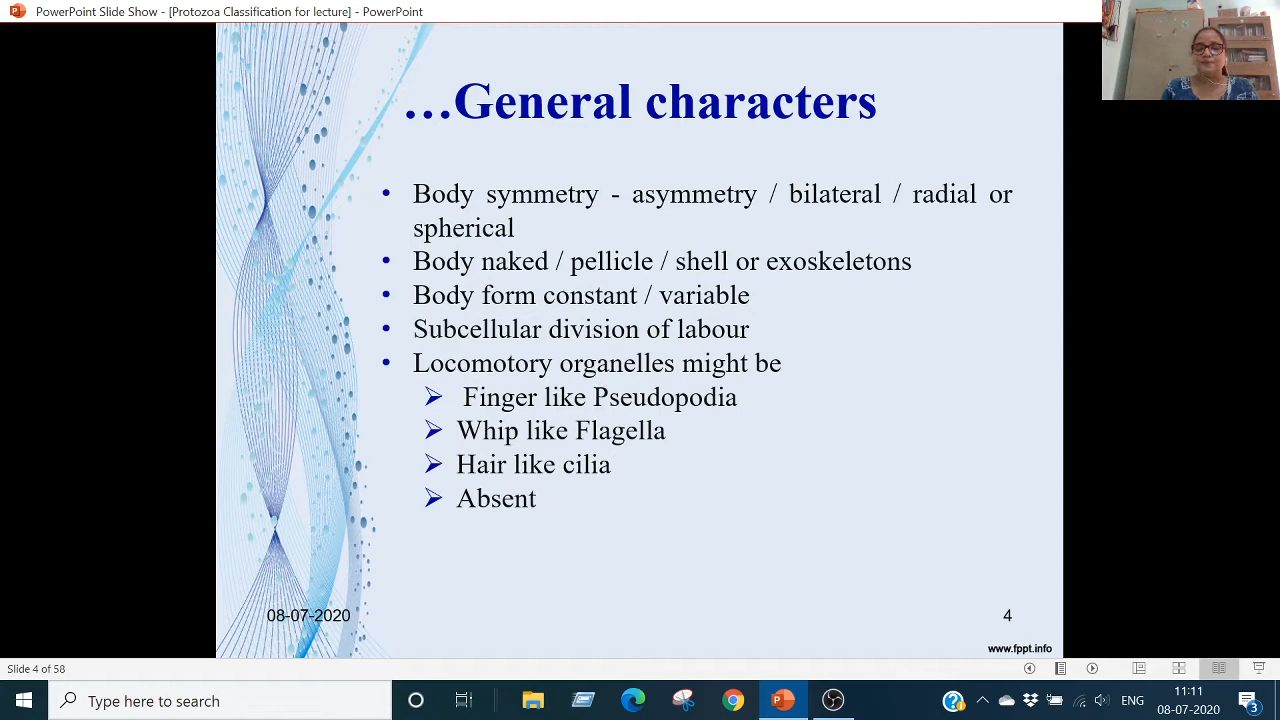 PowerPoint Slide Show - [Protozoa Classification for lecture] - PowerPoint
…General characters
• Body symmetry - asymmetry / bilateral / radial or
spherical
• Body naked / pellicle / shell or exoskeletons
• Body form constant / variable
• Subcellular division of labour
• Locomotory organelles might be
➢ Finger like Pseudopodia
➢ Whip like Flagella
➢ Hair like cilia
➢ Absent
08-07-2020
4
www.fppt.info
Slide 4 of 58
Type here to search
ENG
11:11
08-07-2020
3